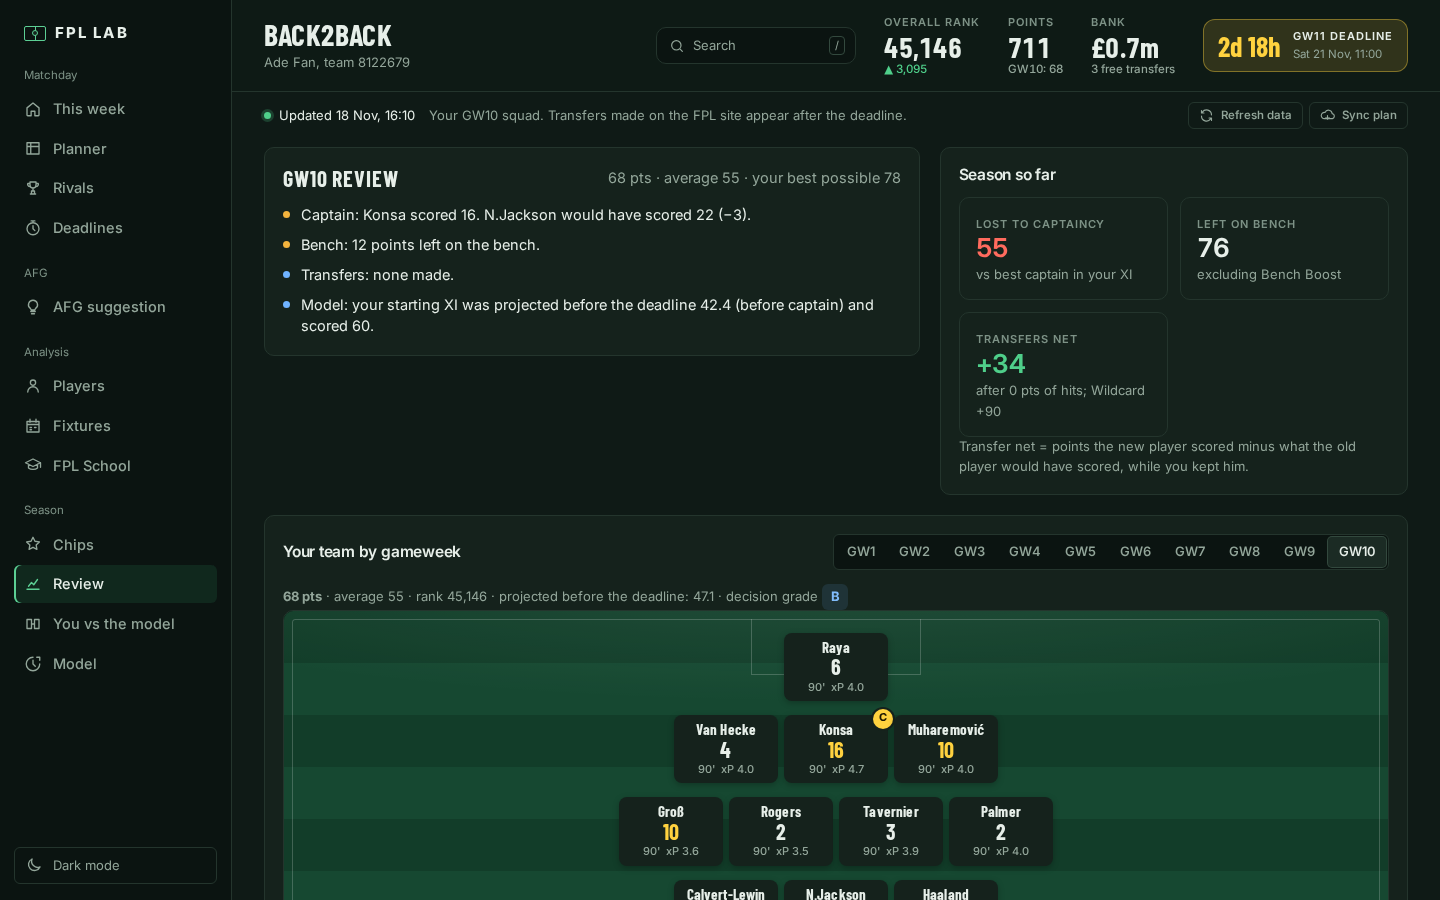 FPL LAB
Matchday
This week
Planner
Rivals
Deadlines
AFG
AFG suggestion
Analysis
Players
Fixtures
FPL School
Season
Chips
Review
You vs the model
Model
Dark mode
BACK2BACK
Ade Fan, team 8122679
Search
/
OVERALL RANK
45,146
▲ 3,095
POINTS
711
GW10: 68
BANK
£0.7m
3 free transfers
2d 18h
GW11 DEADLINE
Sat 21 Nov, 11:00
Updated 18 Nov, 16:10
Your GW10 squad. Transfers made on the FPL site appear after the deadline.
Refresh data
Sync plan
GW10 REVIEW
68 pts · average 55 · your best possible 78
Captain: Konsa scored 16. N.Jackson would have scored 22 (−3).
Bench: 12 points left on the bench.
Transfers: none made.
Model: your starting XI was projected before the deadline 42.4 (before captain) and
scored 60.
Season so far
LOST TO CAPTAINCY
55
vs best captain in your XI
LEFT ON BENCH
76
excluding Bench Boost
TRANSFERS NET
+34
after 0 pts of hits; Wildcard
+90
Transfer net = points the new player scored minus what the old
player would have scored, while you kept him.
Your team by gameweek
GW1 GW2 GW3 GW4 GW5 GW6 GW7 GW8 GW9 GW10
68 pts · average 55 · rank 45,146 · projected before the deadline: 47.1 · decision grade B
Raya
6
90' xP 4.0
Van Hecke
4
90' xP 4.0
C
Konsa
16
90' xP 4.7
Muharemović
10
90' xP 4.0
Groß
10
90' xP 3.6
Rogers
2
90' xP 3.5
Tavernier
3
90' xP 3.9
Palmer
2
90' xP 4.0
Calvert-Lewin
N.Jackson
Haaland